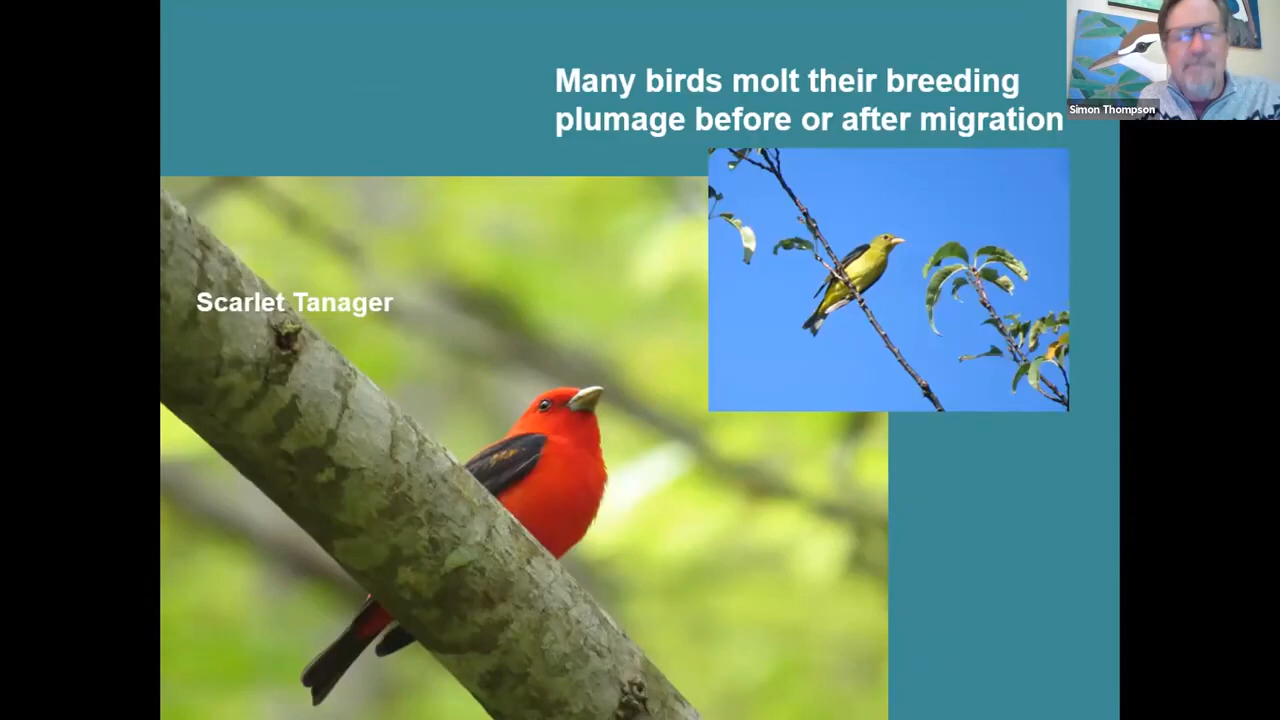 Many birds molt their breeding
plumage before or after migration
Simon Thompson
Scarlet Tanager